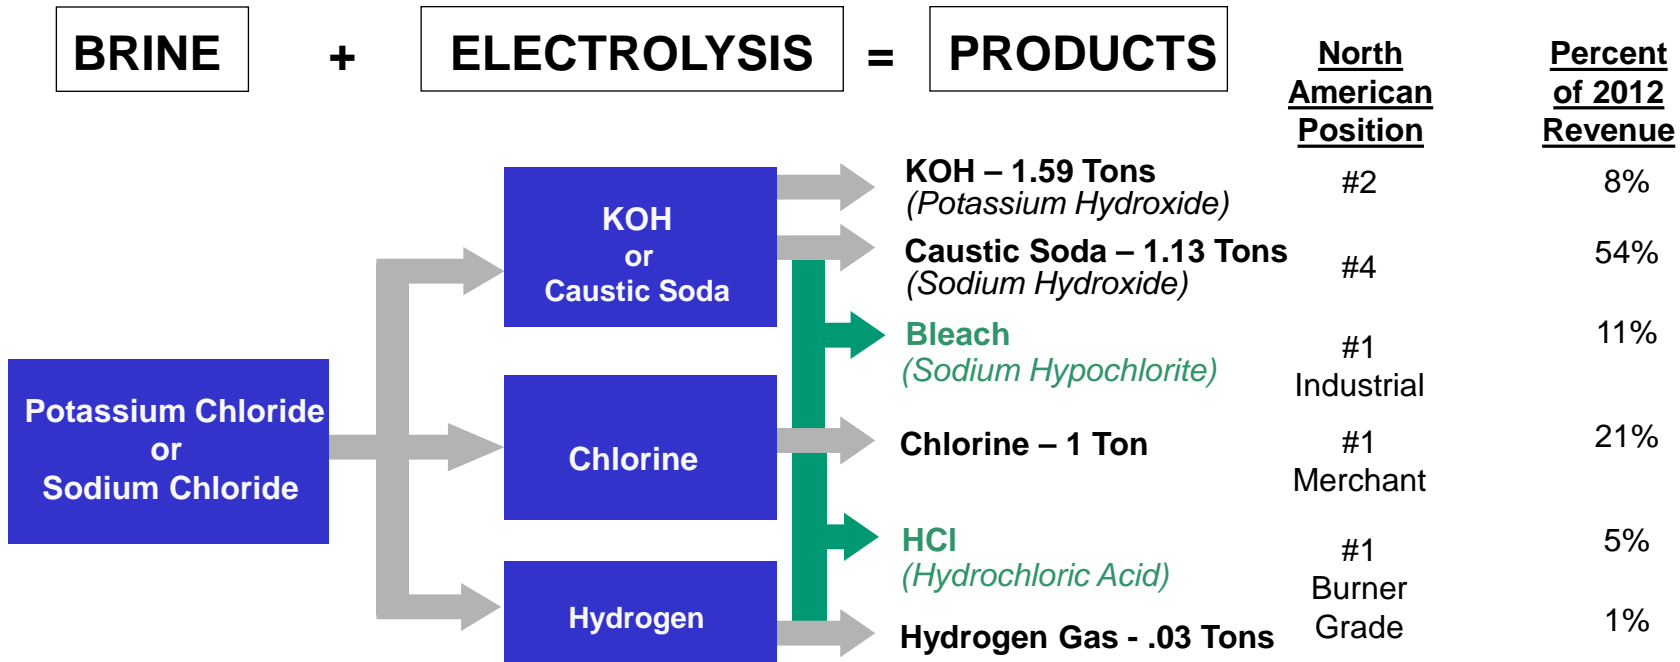 BRINE + ELECTROLYSIS = PRODUCTS
North
American
Position
Percent
of 2012
Revenue
Potassium Chloride
or
Sodium Chloride
KOH
or
Caustic Soda
Chlorine
Hydrogen
KOH – 1.59 Tons
(Potassium Hydroxide)
#2
8%
Caustic Soda – 1.13 Tons
(Sodium Hydroxide)
#4
54%
Bleach
(Sodium Hypochlorite)
#1
Industrial
11%
Chlorine – 1 Ton
#1
Merchant
21%
HCl
(Hydrochloric Acid)
#1
Burner
Grade
5%
Hydrogen Gas - .03 Tons
1%